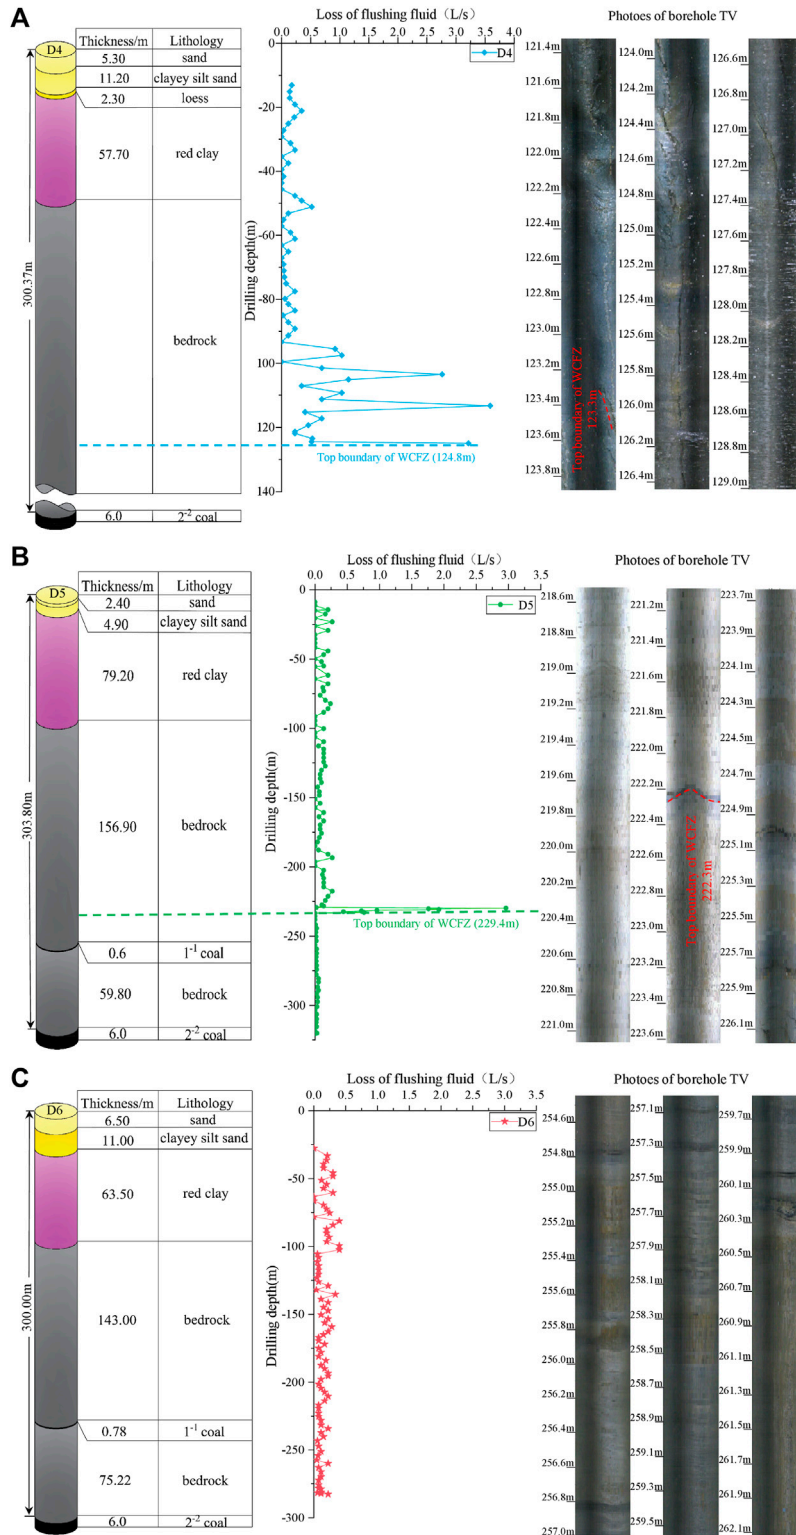 A
Thickness/m Lithology
D4
5.30 sand
11.20 clayey silt sand
2.30 loess
57.70 red clay
300.37m
bedrock
6.0 2⁻² coal
Loss of flushing fluid (L/s)
0.0 0.5 1.0 1.5 2.0 2.5 3.0 3.5 4.0
D4
Drilling depth(m)
0
-20
-40
-60
-80
100
120
140
Top boundary of WCFZ (124.8m)
Photoes of borehole TV
121.4m
121.6m
121.8m
122.0m
122.2m
122.4m
122.6m
122.8m
123.0m
123.2m
123.4m
123.6m
123.8m
Top boundary of WCFZ
123.3m
124.0m
124.2m
124.4m
124.6m
124.8m
125.0m
125.2m
125.4m
125.6m
125.8m
126.0m
126.2m
126.4m
126.6m
126.8m
127.0m
127.2m
127.4m
127.6m
127.8m
128.0m
128.2m
128.4m
128.6m
128.8m
129.0m
B
Thickness/m Lithology
D5
2.40 sand
4.90 clayey silt sand
79.20 red clay
303.80m
156.90 bedrock
0.6 1⁻¹ coal
59.80 bedrock
6.0 2⁻² coal
Loss of flushing fluid (L/s)
0.0 0.5 1.0 1.5 2.0 2.5 3.0 3.5
D5
Drilling depth(m)
0
-50
-100
-150
-200
-250
-300
Top boundary of WCFZ (229.4m)
Photoes of borehole TV
218.6m
218.8m
219.0m
219.2m
219.4m
219.6m
219.8m
220.0m
220.2m
220.4m
220.6m
220.8m
221.0m
221.2m
221.4m
221.6m
221.8m
222.0m
222.2m
222.4m
222.6m
222.8m
223.0m
223.2m
223.4m
223.6m
Top boundary of WCFZ
222.3m
223.7m
223.9m
224.1m
224.3m
224.5m
224.7m
224.9m
225.1m
225.3m
225.5m
225.7m
225.9m
226.1m
C
Thickness/m Lithology
D6
6.50 sand
11.00 clayey silt sand
63.50 red clay
300.00m
143.00 bedrock
0.78 1⁻¹ coal
75.22 bedrock
6.0 2⁻² coal
Loss of flushing fluid (L/s)
0.0 0.5 1.0 1.5 2.0 2.5 3.0 3.5
D6
Drilling depth(m)
0
-50
-100
-150
-200
-250
-300
Photoes of borehole TV
254.6m
254.8m
255.0m
255.2m
255.4m
255.6m
255.8m
256.0m
256.2m
256.4m
256.6m
256.8m
257.0m
257.1m
257.3m
257.5m
257.7m
257.9m
258.1m
258.3m
258.5m
258.7m
258.9m
259.1m
259.3m
259.5m
259.7m
259.9m
260.1m
260.3m
260.5m
260.7m
260.9m
261.1m
261.3m
261.5m
261.7m
261.9m
262.1m